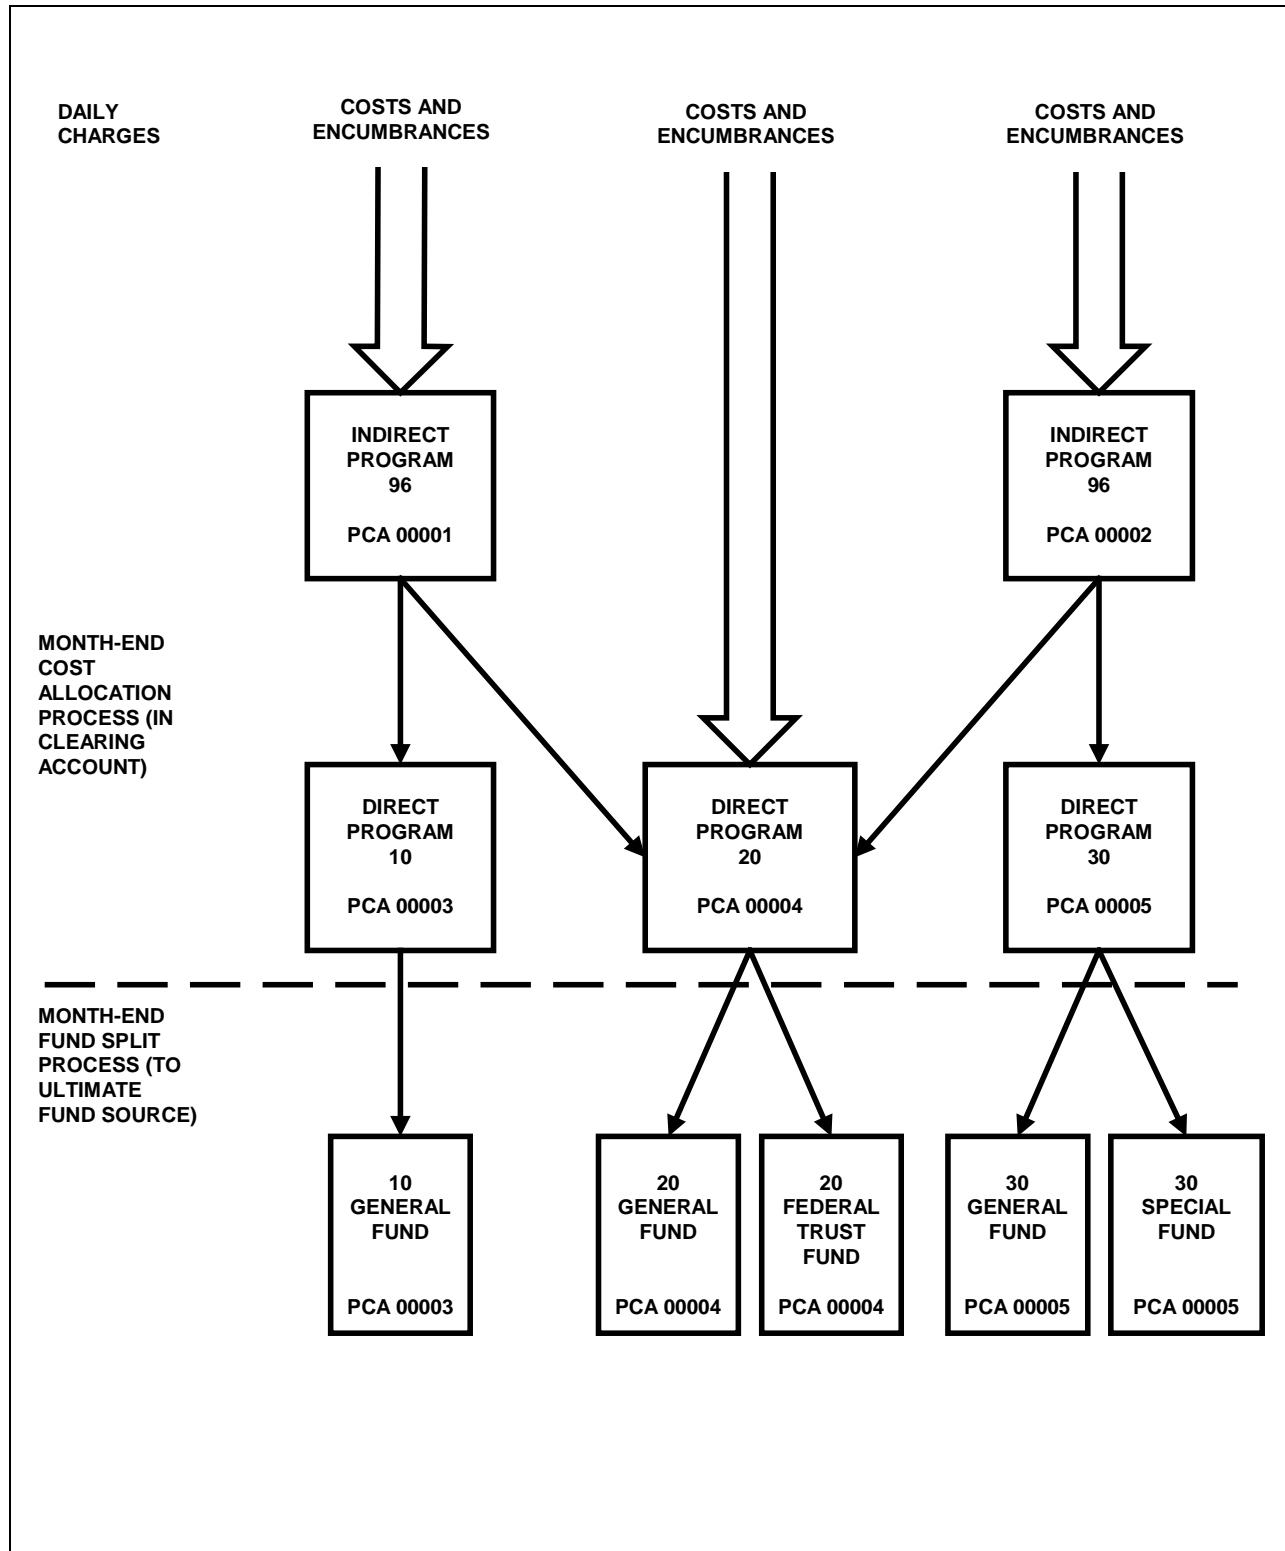 DAILY
CHARGES
COSTS AND
ENCUMBRANCES
COSTS AND
ENCUMBRANCES
COSTS AND
ENCUMBRANCES
INDIRECT
PROGRAM
96
PCA 00001
INDIRECT
PROGRAM
96
PCA 00002
MONTH-END
COST
ALLOCATION
PROCESS (IN
CLEARING
ACCOUNT)
DIRECT
PROGRAM
10
PCA 00003
DIRECT
PROGRAM
20
PCA 00004
DIRECT
PROGRAM
30
PCA 00005
MONTH-END
FUND SPLIT
PROCESS (TO
ULTIMATE
FUND SOURCE)
10
GENERAL
FUND
PCA 00003
20
GENERAL
FUND
PCA 00004
20
FEDERAL
TRUST
FUND
PCA 00004
30
GENERAL
FUND
PCA 00005
30
SPECIAL
FUND
PCA 00005